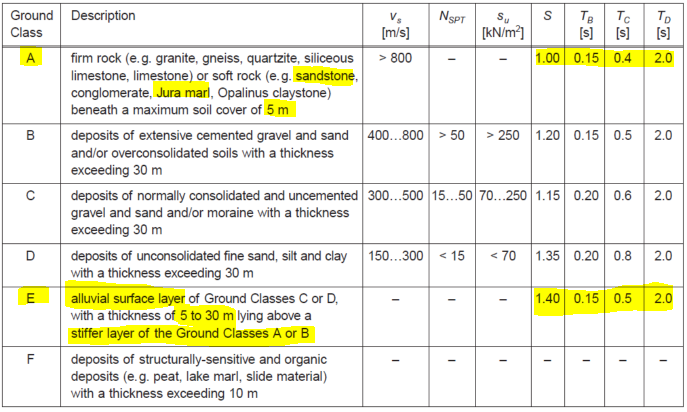 Ground Class Description vs [m/s] NSPT su [kN/m²] S TB [s] TC [s] TD [s]
A firm rock (e.g. granite, gneiss, quartzite, siliceous > 800 – – 1.00 0.15 0.4 2.0
limestone, limestone) or soft rock (e.g. sandstone,
conglomerate, Jura marl, Opalinus claystone)
beneath a maximum soil cover of 5 m
B deposits of extensive cemented gravel and sand 400…800 > 50 > 250 1.20 0.15 0.5 2.0
and/or overconsolidated soils with a thickness
exceeding 30 m
C deposits of normally consolidated and uncemented 300…500 15…50 70…250 1.15 0.20 0.6 2.0
gravel and sand and/or moraine with a thickness
exceeding 30 m
D deposits of unconsolidated fine sand, silt and clay 150…300 < 15 < 70 1.35 0.20 0.8 2.0
with a thickness exceeding 30 m
E alluvial surface layer of Ground Classes C or D, – – – 1.40 0.15 0.5 2.0
with a thickness of 5 to 30 m lying above a
stiffer layer of the Ground Classes A or B
F deposits of structurally-sensitive and organic – – – – – – –
deposits (e.g. peat, lake marl, slide material)
with a thickness exceeding 10 m